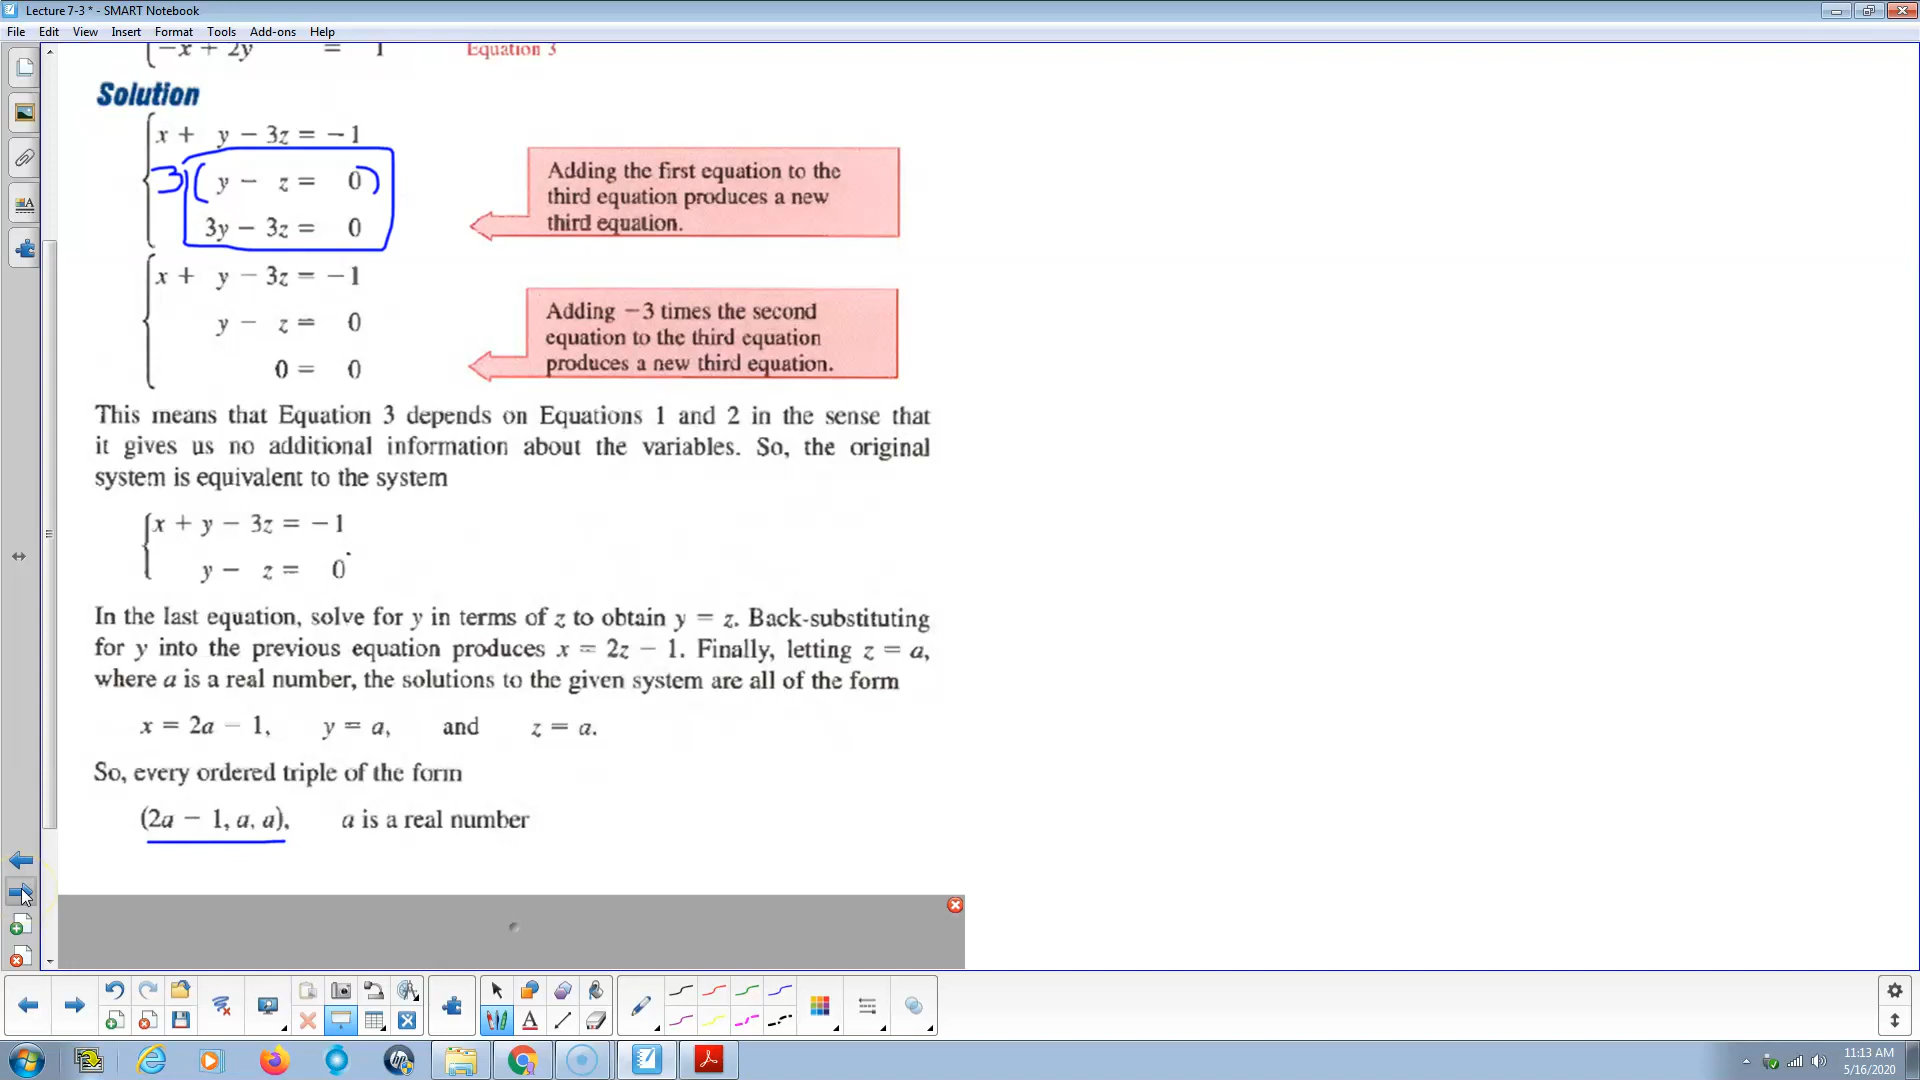 Lecture 7-3 * - SMART Notebook
File Edit View Insert Format Tools Add-ons Help
−x + 2y = 1 Equation 3
Solution
x + y − 3z = −1
3 ( y − z = 0 )
3y − 3z = 0
Adding the first equation to the
third equation produces a new
third equation.
x + y − 3z = −1
y − z = 0
0 = 0
Adding −3 times the second
equation to the third equation
produces a new third equation.
This means that Equation 3 depends on Equations 1 and 2 in the sense that
it gives us no additional information about the variables. So, the original
system is equivalent to the system
x + y − 3z = −1
y − z = 0
In the last equation, solve for y in terms of z to obtain y = z. Back-substituting
for y into the previous equation produces x = 2z − 1. Finally, letting z = a,
where a is a real number, the solutions to the given system are all of the form
x = 2a − 1, y = a, and z = a.
So, every ordered triple of the form
(2a − 1, a, a), a is a real number
11:13 AM
5/16/2020